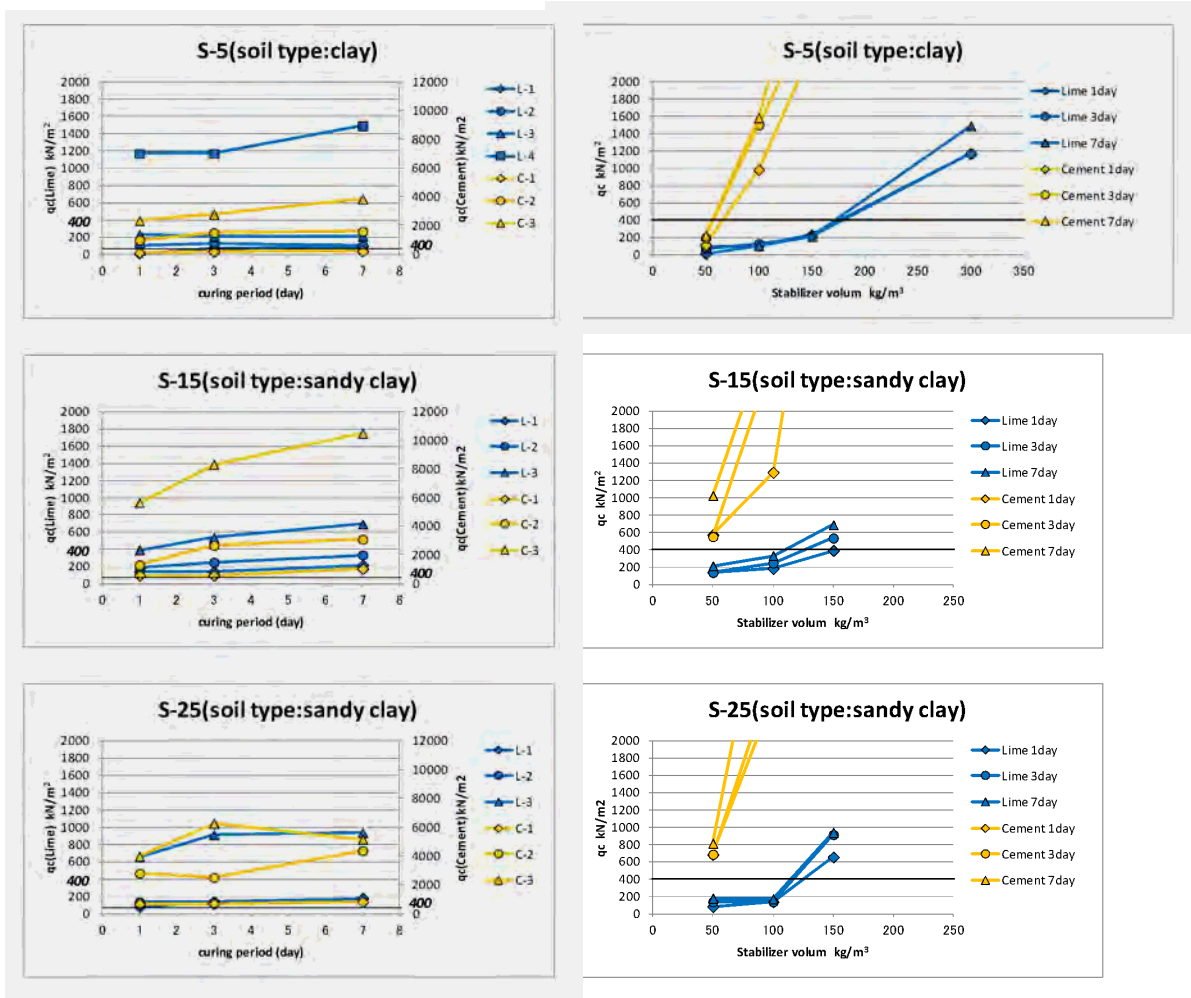 S-5(soil type:clay)
qc(Lime) kN/m²
2000
1800
1600
1400
1200
1000
800
600
400
200
0
12000
10000
8000
6000
4000
2000
400
0
qc(Cement)kN/m2
0 1 2 3 4 5 6 7 8
curing period (day)
L-1
L-2
L-3
L-4
C-1
C-2
C-3
S-5(soil type:clay)
qc kN/m²
2000
1800
1600
1400
1200
1000
800
600
400
200
0
0 50 100 150 200 250 300 350
Stabilizer volum kg/m³
Lime 1day
Lime 3day
Lime 7day
Cement 1day
Cement 3day
Cement 7day
S-15(soil type:sandy clay)
qc(Lime) kN/m²
2000
1800
1600
1400
1200
1000
800
600
400
200
0
12000
10000
8000
6000
4000
2000
400
0
qc(Cement)kN/m2
0 1 2 3 4 5 6 7 8
curing period (day)
L-1
L-2
L-3
C-1
C-2
C-3
S-15(soil type:sandy clay)
qc kN/m²
2000
1800
1600
1400
1200
1000
800
600
400
200
0
0 50 100 150 200 250
Stabilizer volum kg/m³
Lime 1day
Lime 3day
Lime 7day
Cement 1day
Cement 3day
Cement 7day
S-25(soil type:sandy clay)
qc(Lime) kN/m²
2000
1800
1600
1400
1200
1000
800
600
400
200
0
12000
10000
8000
6000
4000
2000
400
0
qc(Cement)kN/m2
0 1 2 3 4 5 6 7 8
curing period (day)
L-1
L-2
L-3
C-1
C-2
C-3
S-25(soil type:sandy clay)
qc kN/m2
2000
1800
1600
1400
1200
1000
800
600
400
200
0
0 50 100 150 200 250
Stabilizer volum kg/m³
Lime 1day
Lime 3day
Lime 7day
Cement 1day
Cement 3day
Cement 7day